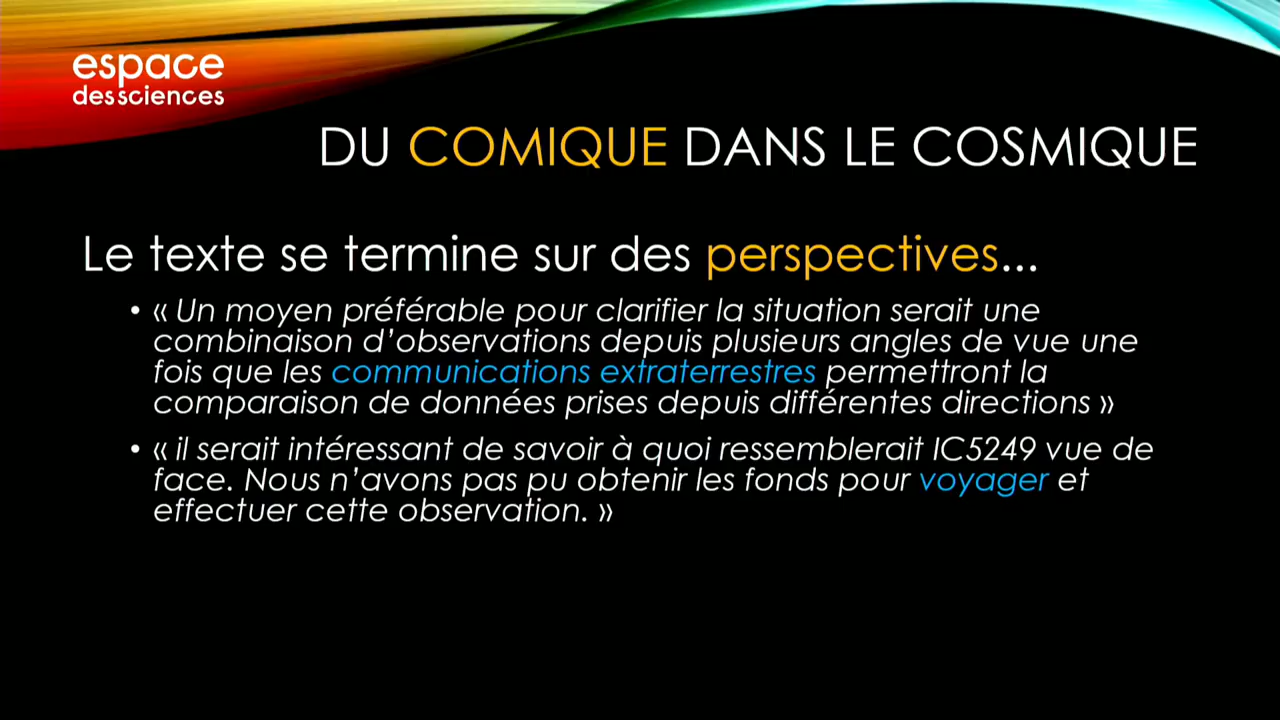 espace
des sciences
DU COMIQUE DANS LE COSMIQUE
Le texte se termine sur des perspectives...
• « Un moyen préférable pour clarifier la situation serait une
combinaison d’observations depuis plusieurs angles de vue une
fois que les communications extraterrestres permettront la
comparaison de données prises depuis différentes directions »
• « il serait intéressant de savoir à quoi ressemblerait IC5249 vue de
face. Nous n’avons pas pu obtenir les fonds pour voyager et
effectuer cette observation. »